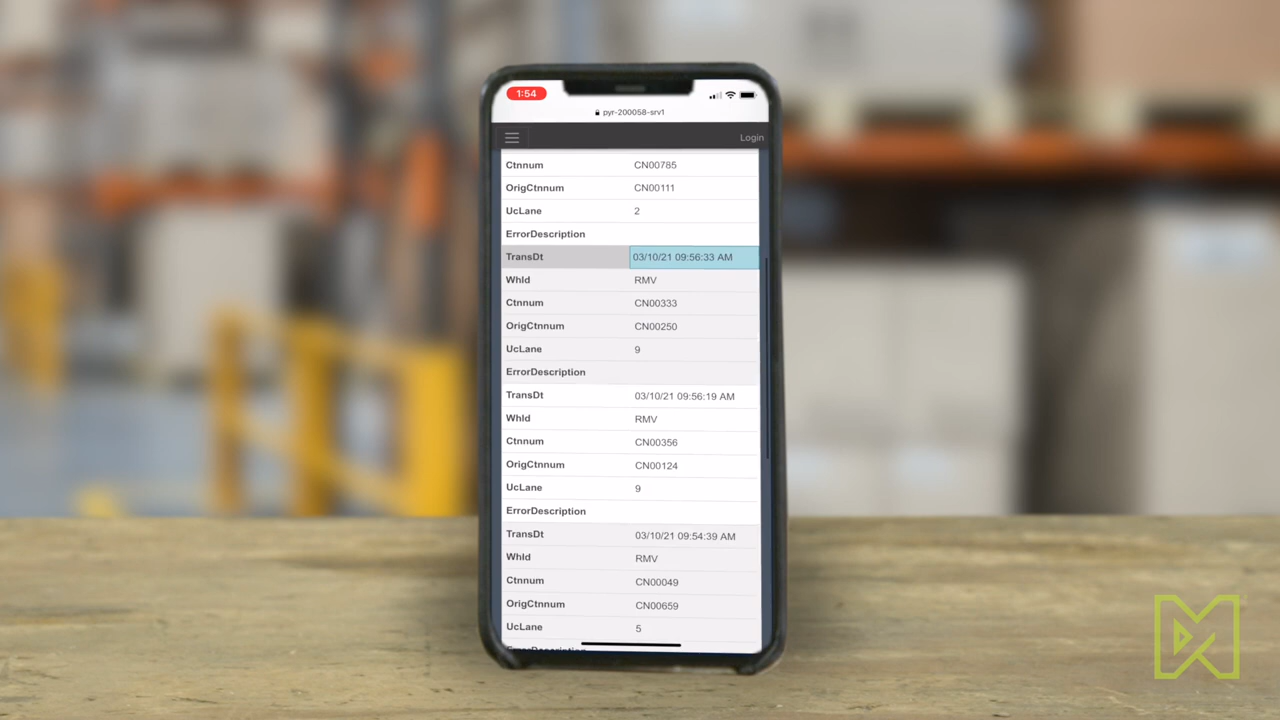 1:54
pyr-200058-srv1
Login
Ctnnum CN00785
OrigCtnnum CN00111
UcLane 2
ErrorDescription
TransDt 03/10/21 09:56:33 AM
WhId RMV
Ctnnum CN00333
OrigCtnnum CN00250
UcLane 9
ErrorDescription
TransDt 03/10/21 09:56:19 AM
WhId RMV
Ctnnum CN00356
OrigCtnnum CN00124
UcLane 9
ErrorDescription
TransDt 03/10/21 09:54:39 AM
WhId RMV
Ctnnum CN00049
OrigCtnnum CN00659
UcLane 5
ErrorDescription